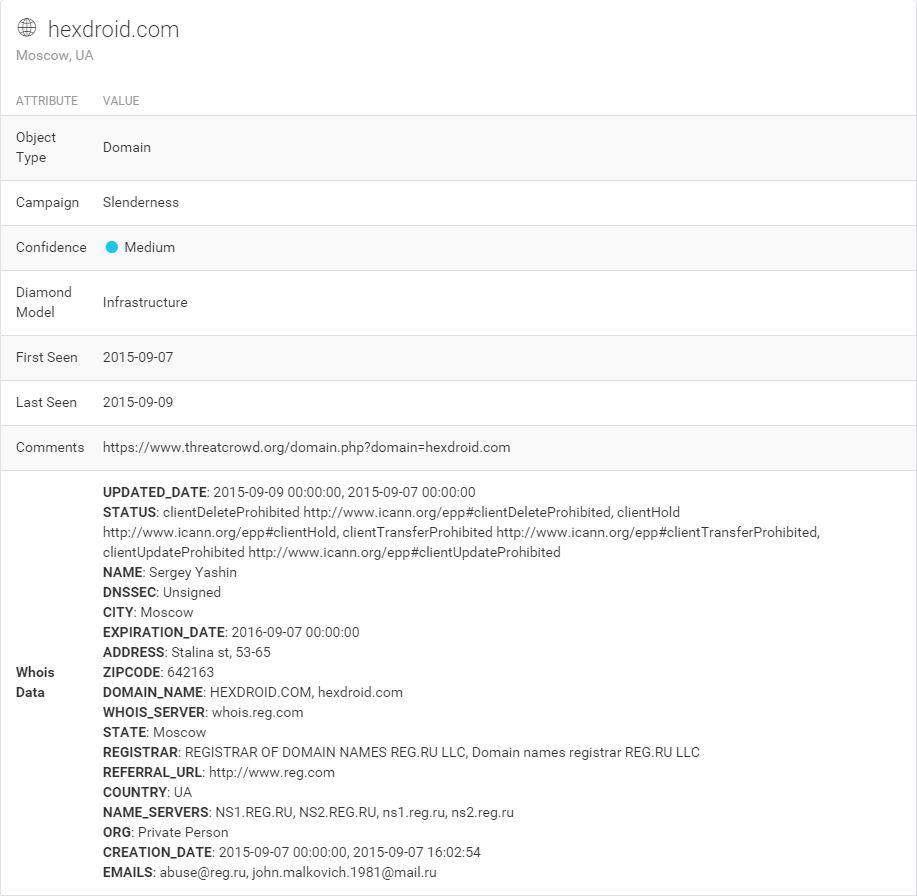 hexdroid.com
Moscow, UA
ATTRIBUTE VALUE
Object
Type
Domain
Campaign Slenderness
Confidence Medium
Diamond
Model
Infrastructure
First Seen 2015-09-07
Last Seen 2015-09-09
Comments https://www.threatcrowd.org/domain.php?domain=hexdroid.com
Whois
Data
UPDATED_DATE: 2015-09-09 00:00:00, 2015-09-07 00:00:00
STATUS: clientDeleteProhibited http://www.icann.org/epp#clientDeleteProhibited, clientHold
http://www.icann.org/epp#clientHold, clientTransferProhibited http://www.icann.org/epp#clientTransferProhibited,
clientUpdateProhibited http://www.icann.org/epp#clientUpdateProhibited
NAME: Sergey Yashin
DNSSEC: Unsigned
CITY: Moscow
EXPIRATION_DATE: 2016-09-07 00:00:00
ADDRESS: Stalina st, 53-65
ZIPCODE: 642163
DOMAIN_NAME: HEXDROID.COM, hexdroid.com
WHOIS_SERVER: whois.reg.com
STATE: Moscow
REGISTRAR: REGISTRAR OF DOMAIN NAMES REG.RU LLC, Domain names registrar REG.RU LLC
REFERRAL_URL: http://www.reg.com
COUNTRY: UA
NAME_SERVERS: NS1.REG.RU, NS2.REG.RU, ns1.reg.ru, ns2.reg.ru
ORG: Private Person
CREATION_DATE: 2015-09-07 00:00:00, 2015-09-07 16:02:54
EMAILS: abuse@reg.ru, john.malkovich.1981@mail.ru